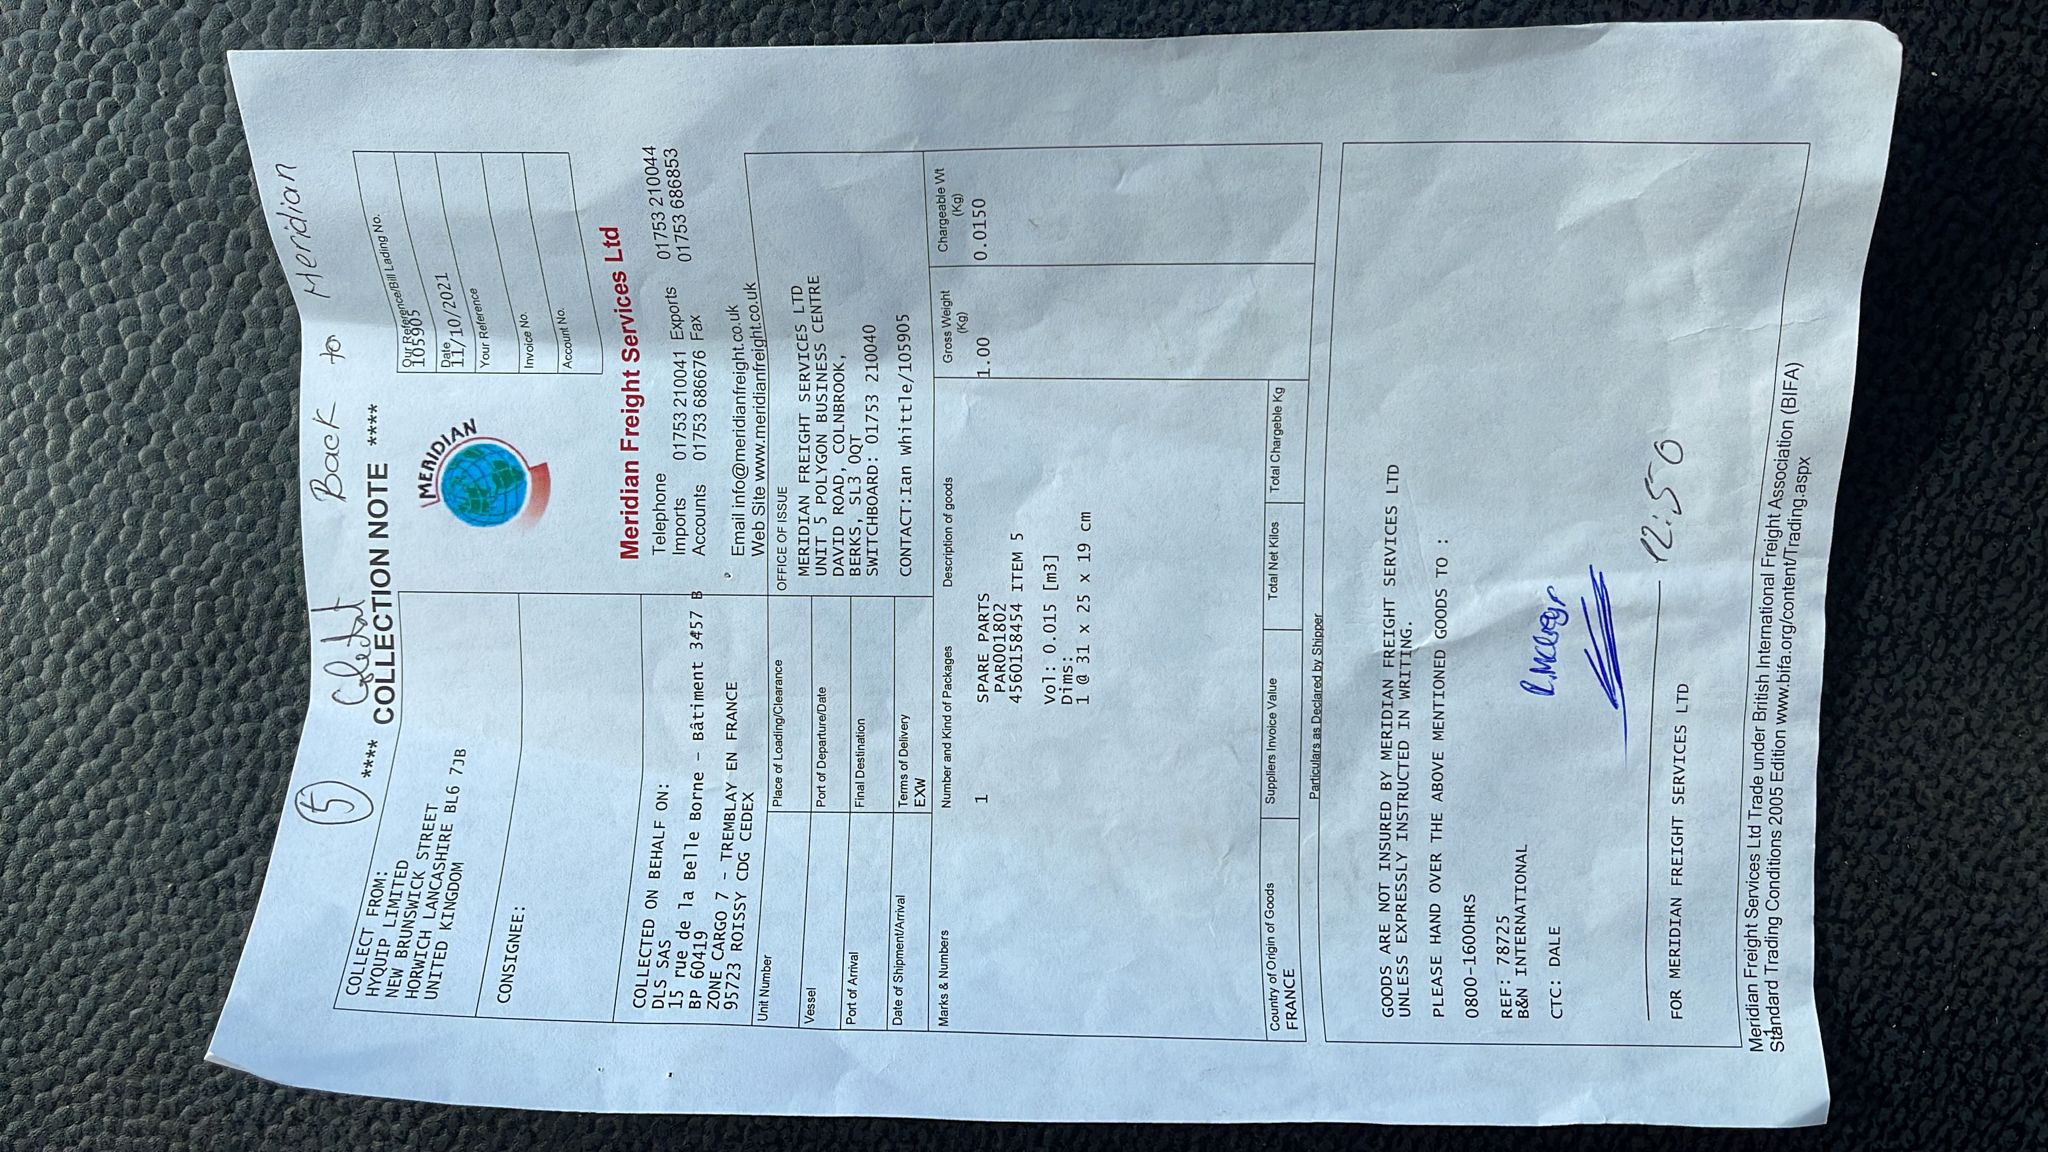 5 Collect Back to Meridian
**** COLLECTION NOTE ****
COLLECT FROM:
HYQUIP LIMITED
NEW BRUNSWICK STREET
HORWICH LANCASHIRE BL6 7JB
UNITED KINGDOM
MERIDIAN
Our Reference/Bill Lading No.
105905
Date
11/10/2021
Your Reference
Invoice No.
Account No.
CONSIGNEE:
Meridian Freight Services Ltd
Telephone
Imports 01753 210041 Exports 01753 210044
Accounts 01753 686676 Fax 01753 686853
Email info@meridianfreight.co.uk
Web Site www.meridianfreight.co.uk
COLLECTED ON BEHALF ON:
DLS SAS
15 rue de la Belle Borne – Bâtiment 3457 B
BP 60419
ZONE CARGO 7 - TREMBLAY EN FRANCE
95723 ROISSY CDG CEDEX
Unit Number
Place of Loading/Clearance
Vessel
Port of Departure/Date
Port of Arrival
Final Destination
Date of Shipment/Arrival
Terms of Delivery
EXW
OFFICE OF ISSUE
MERIDIAN FREIGHT SERVICES LTD
UNIT 5 POLYGON BUSINESS CENTRE
DAVID ROAD, COLNBROOK,
BERKS, SL3 0QT
SWITCHBOARD: 01753 210040
CONTACT:Ian Whittle/105905
Marks & Numbers
Number and Kind of Packages
Description of goods
Gross Weight
(Kg)
Chargeable Wt
(Kg)
1 SPARE PARTS 1.00 0.0150
PAR001802
4560158454 ITEM 5
Vol: 0.015 [m3]
Dims:
1 @ 31 x 25 x 19 cm
Country of Origin of Goods
FRANCE
Suppliers Invoice Value
Total Net Kilos
Total Chargeable Kg
Particulars as Declared by Shipper
GOODS ARE NOT INSURED BY MERIDIAN FREIGHT SERVICES LTD
UNLESS EXPRESSLY INSTRUCTED IN WRITING.
PLEASE HAND OVER THE ABOVE MENTIONED GOODS TO :
0800-1600HRS
REF: 78725
B&N INTERNATIONAL
CTC: DALE
12:50
FOR MERIDIAN FREIGHT SERVICES LTD
Meridian Freight Services Ltd Trade under British International Freight Association (BIFA)
Standard Trading Conditions 2005 Edition www.bifa.org/content/Trading.aspx
1